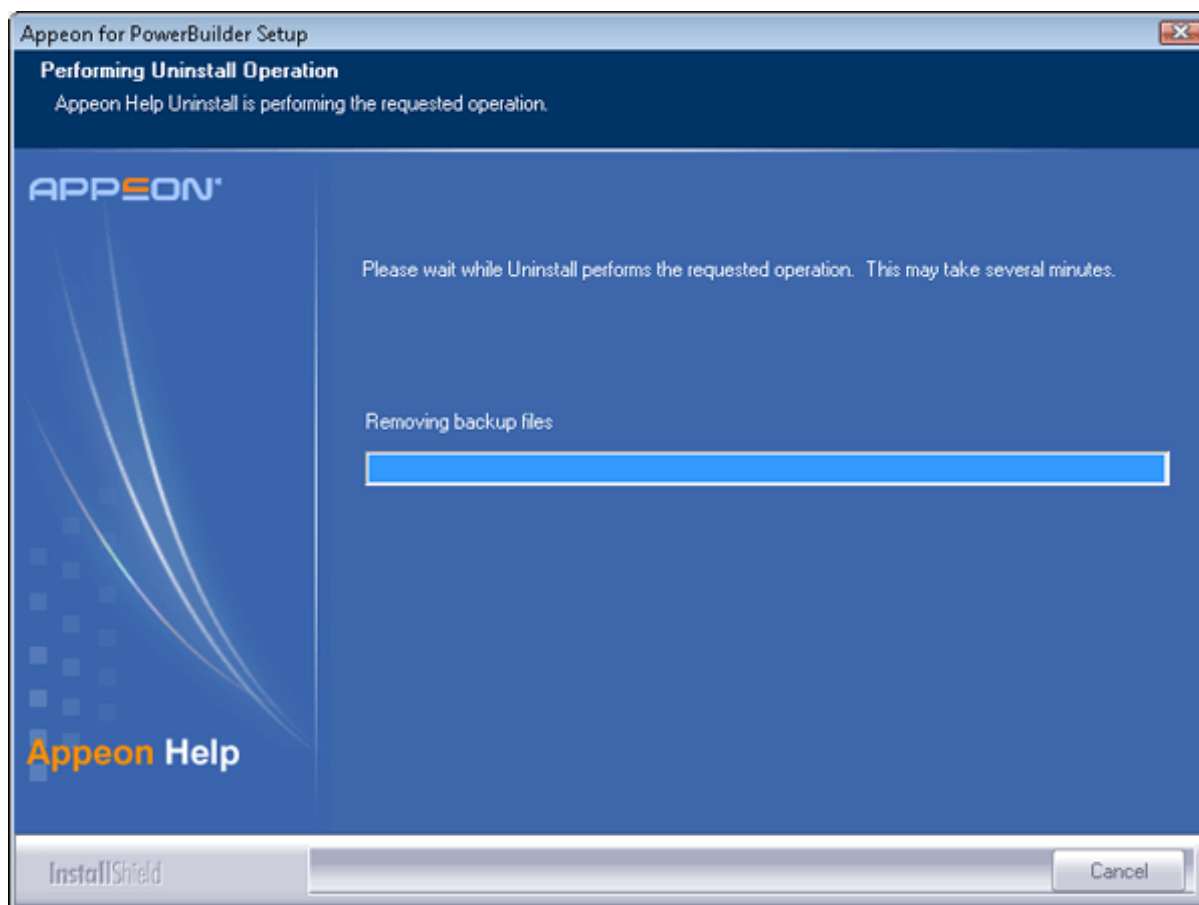 Appeon for PowerBuilder Setup
Performing Uninstall Operation
Appeon Help Uninstall is performing the requested operation.
APPEON
Please wait while Uninstall performs the requested operation.  This may take several minutes.
Removing backup files
Appeon Help
InstallShield
Cancel